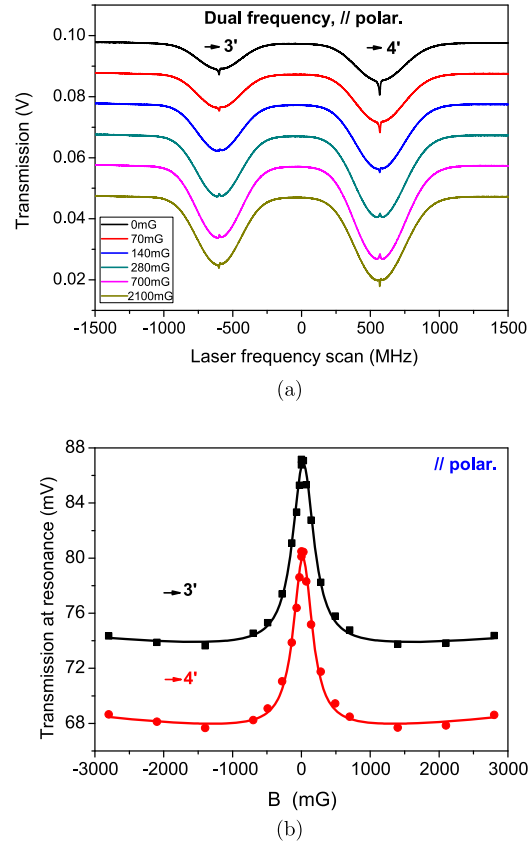 Dual frequency, // polar.
→ 3'
→ 4'
0.10
0.08
0.06
0.04
0.02
Transmission (V)
0mG
70mG
140mG
280mG
700mG
2100mG
-1500 -1000 -500 0 500 1000 1500
Laser frequency scan (MHz)
(a)
// polar.
88
84
80
76
72
68
Transmission at resonance (mV)
→3'
→4'
-3000 -2000 -1000 0 1000 2000 3000
B (mG)
(b)